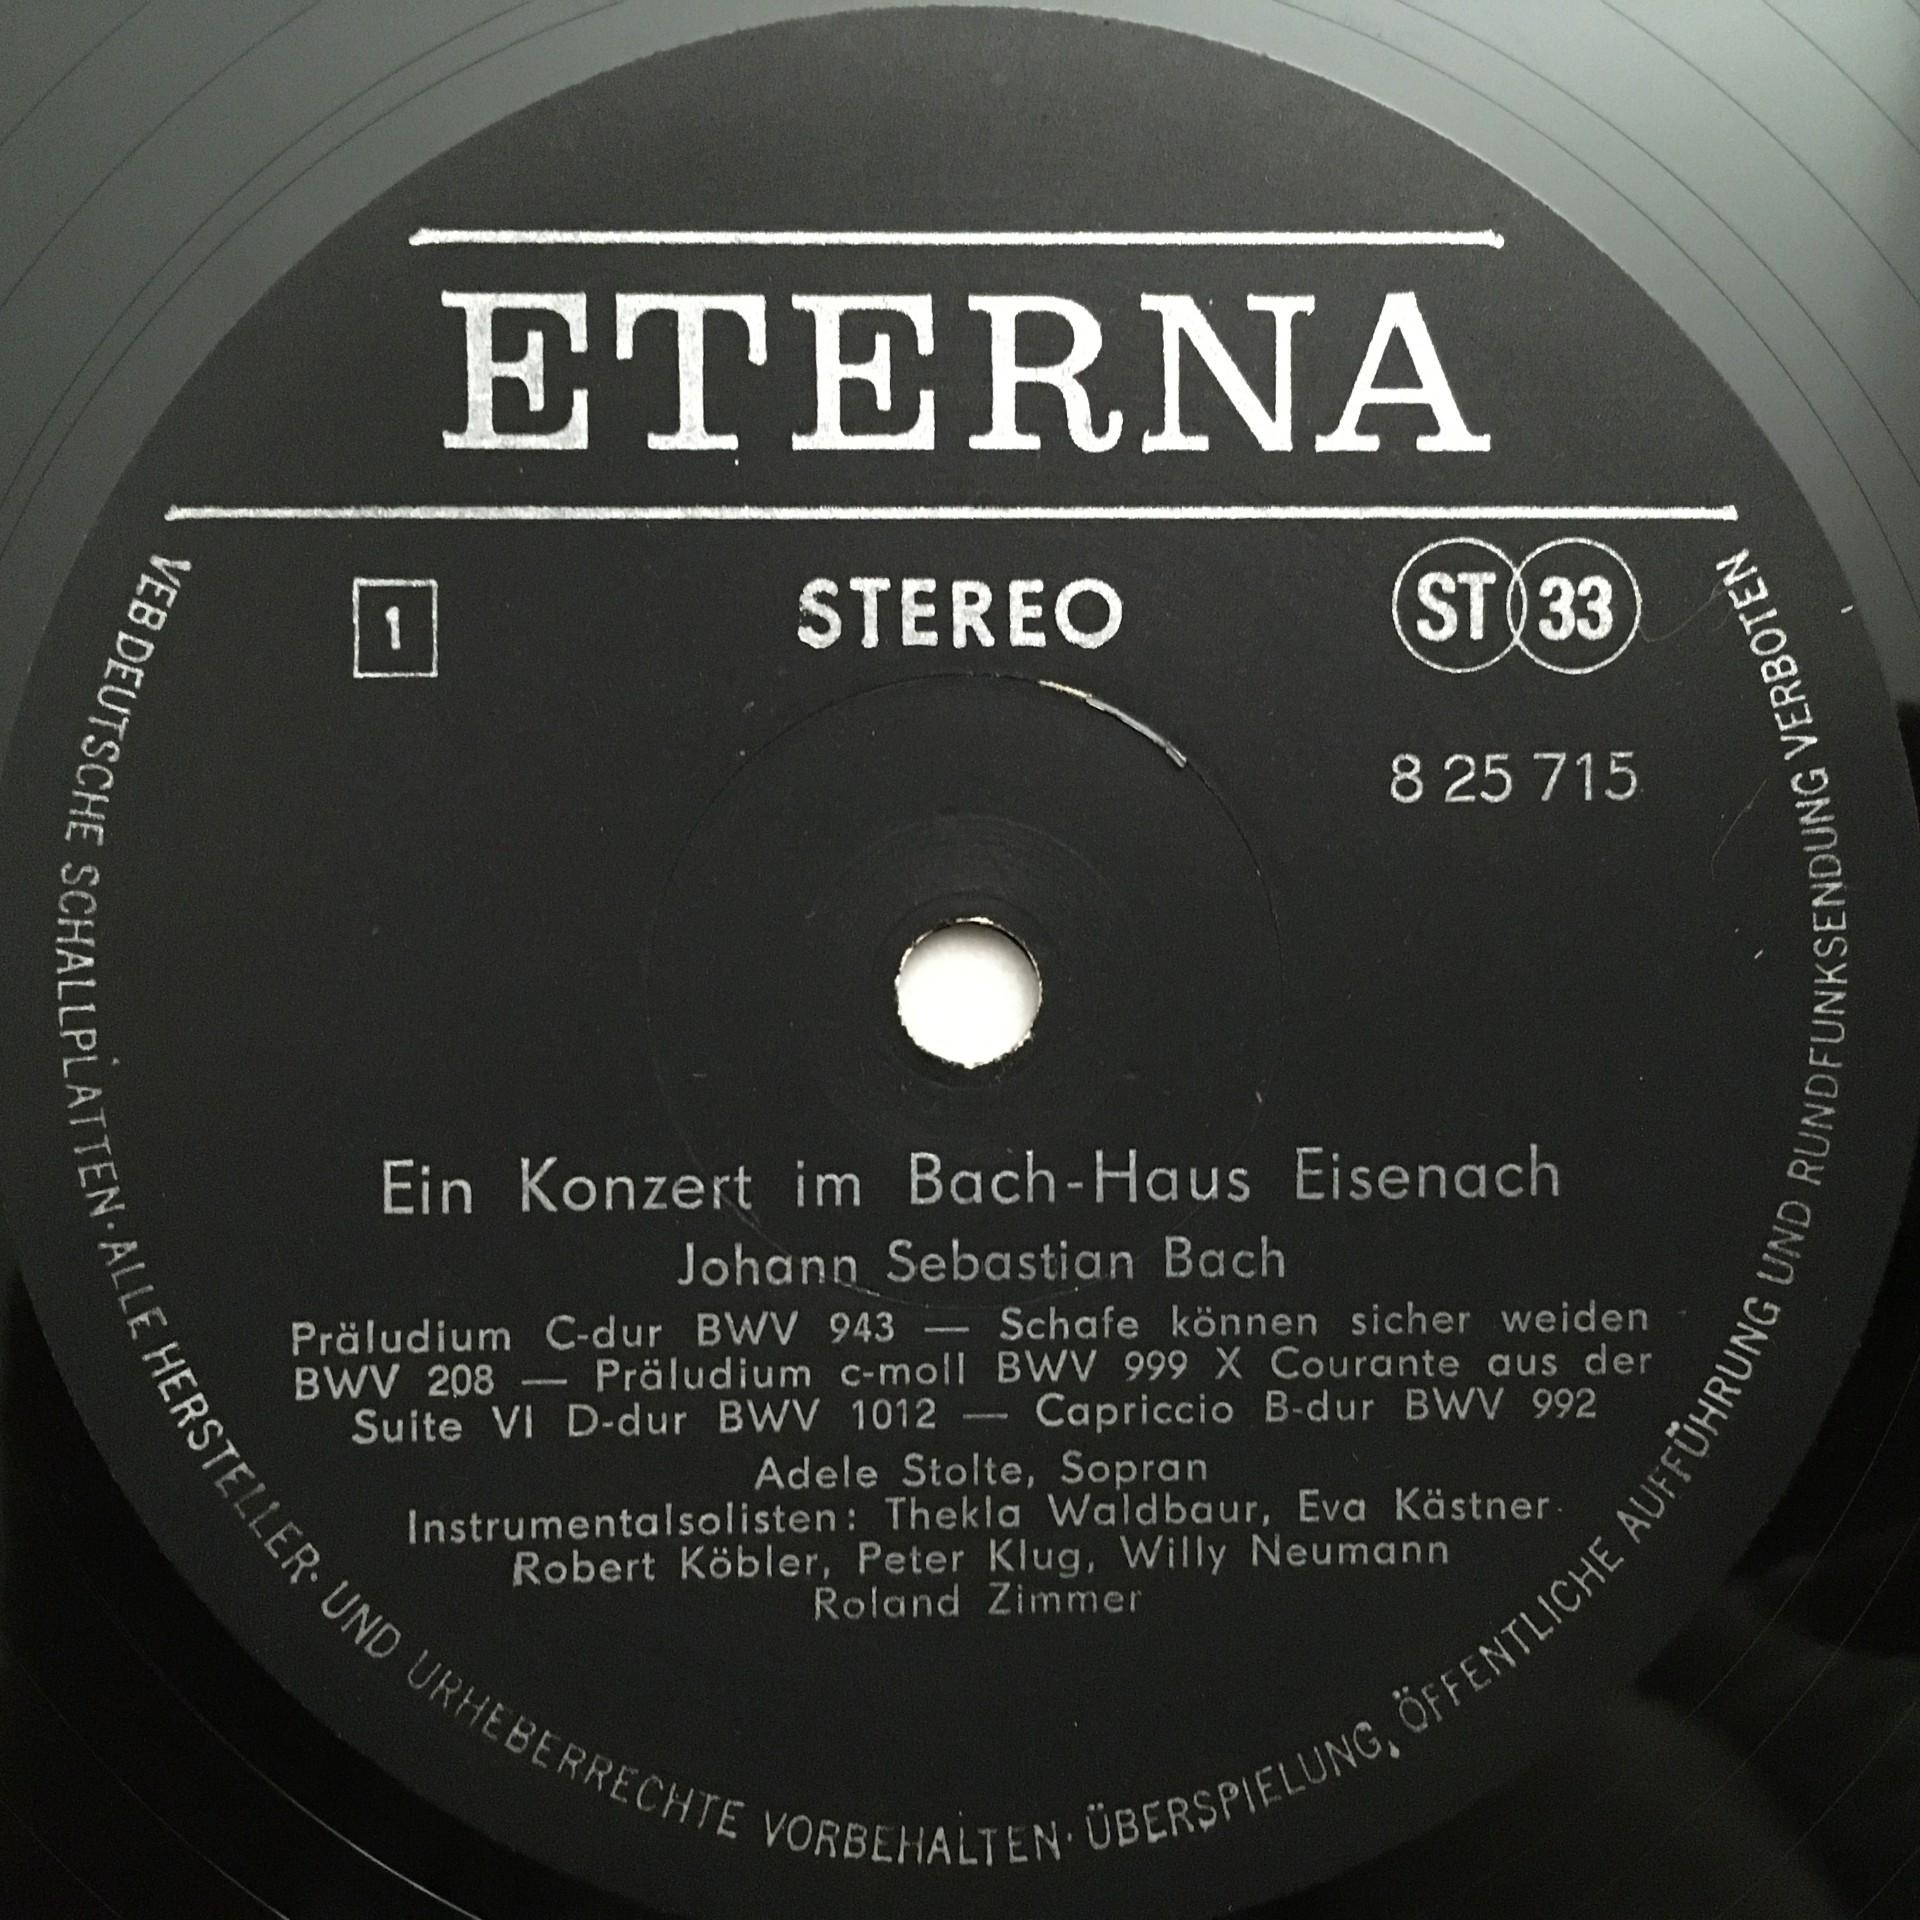 ETERNA
1
STEREO
ST 33
8 25 715
Ein Konzert im Bach-Haus Eisenach
Johann Sebastian Bach
Präludium C-dur BWV 943 — Schafe können sicher weiden
BWV 208 — Präludium c-moll BWV 999 X Courante aus der
Suite VI D-dur BWV 1012 — Capriccio B-dur BWV 992
Adele Stolte, Sopran
Instrumentalsolisten: Thekla Waldbaur, Eva Kästner
Robert Köbler, Peter Klug, Willy Neumann
Roland Zimmer
VEB DEUTSCHE SCHALLPLATTEN · ALLE HERSTELLER- UND URHEBERRECHTE VORBEHALTEN · ÜBERSPIELUNG, ÖFFENTLICHE AUFFÜHRUNG UND RUNDFUNKSENDUNG VERBOTEN